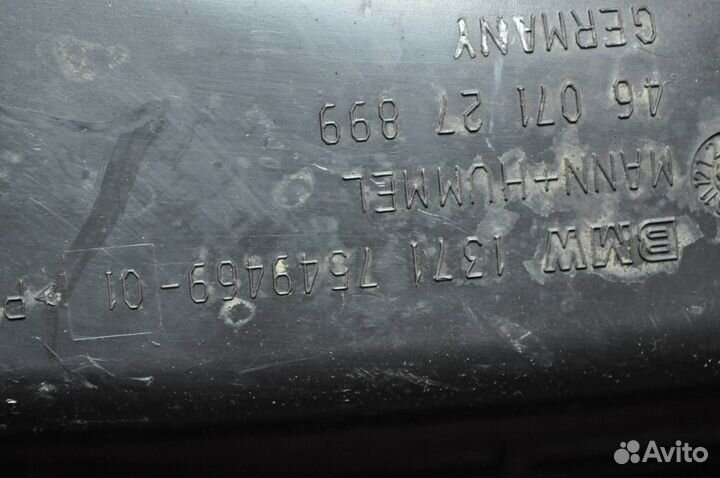 BMW 1371 7549469-01 >P
MANN+HUMMEL
46 071 27 899
GERMANY
Avito